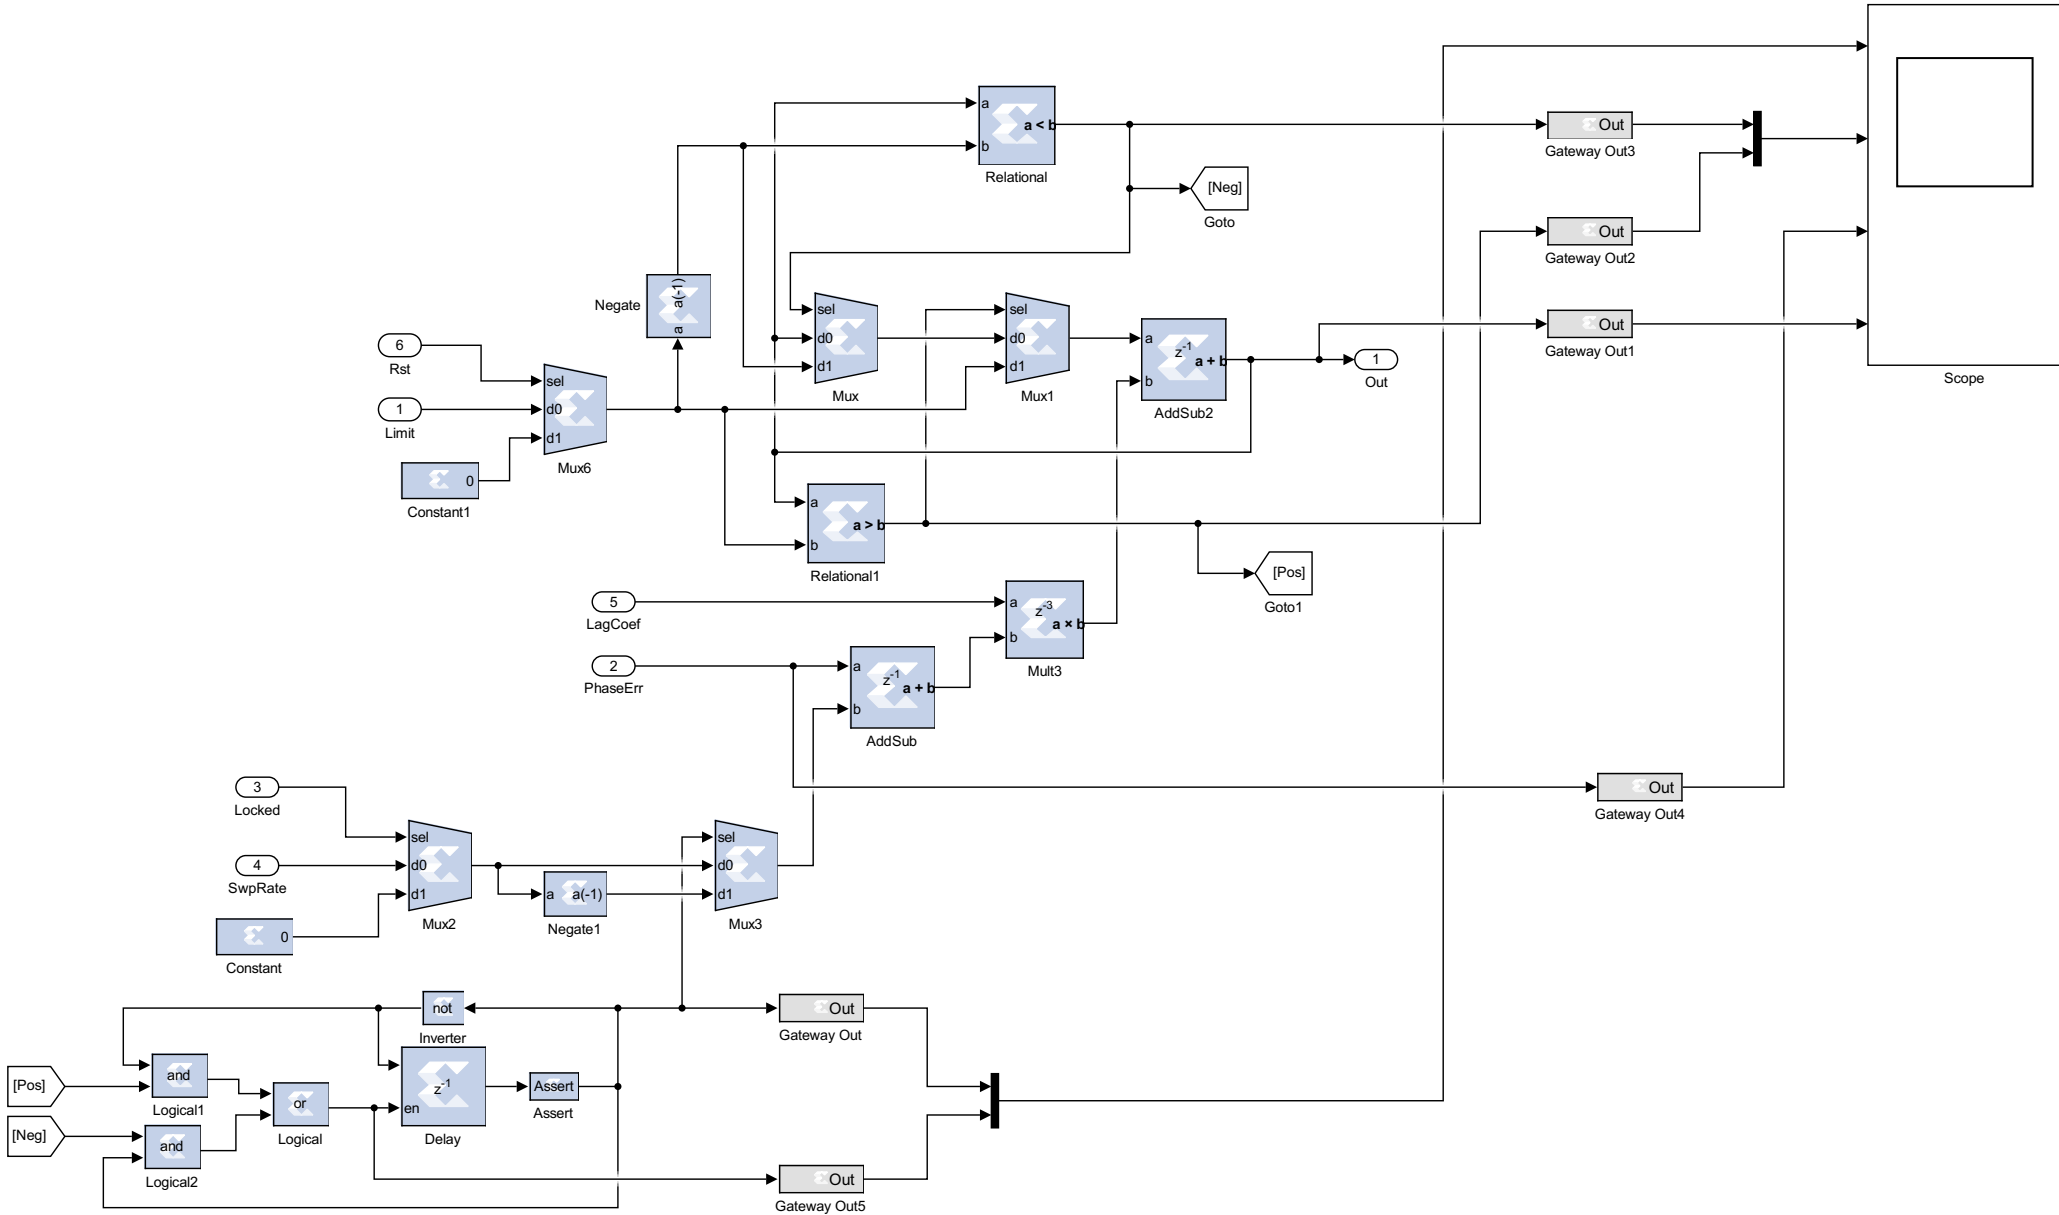 a
a < b
b
Relational
Out
Gateway Out3
[Neg]
Goto
Out
Gateway Out2
Scope
Negate
a(-1)
a
sel
d0
d1
Mux
sel
d0
d1
Mux1
a
z-1
a + b
b
AddSub2
Out
Gateway Out1
1
Out
6
Rst
1
Limit
sel
d0
d1
Mux6
0
Constant1
a
a > b
b
Relational1
[Pos]
Goto1
5
LagCoef
a
z-3
a × b
b
Mult3
2
PhaseErr
a
z-1
a + b
b
AddSub
3
Locked
4
SwpRate
sel
d0
d1
Mux2
0
Constant
a a(-1)
Negate1
sel
d0
d1
Mux3
Out
Gateway Out4
not
Inverter
Out
Gateway Out
[Pos]
and
Logical1
[Neg]
and
Logical2
or
Logical
z-1
en
Delay
Assert
Assert
Out
Gateway Out5